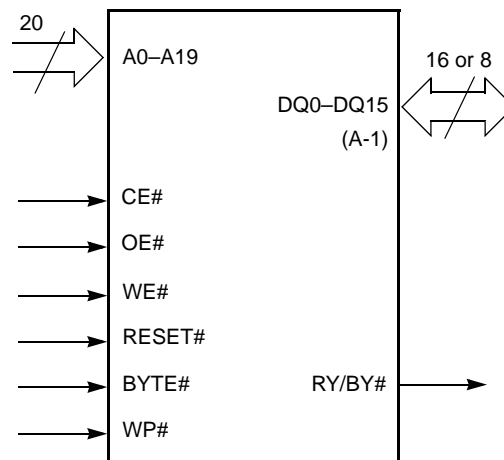 20
A0–A19
16 or 8
DQ0–DQ15
(A-1)
CE#
OE#
WE#
RESET#
BYTE#
RY/BY#
WP#